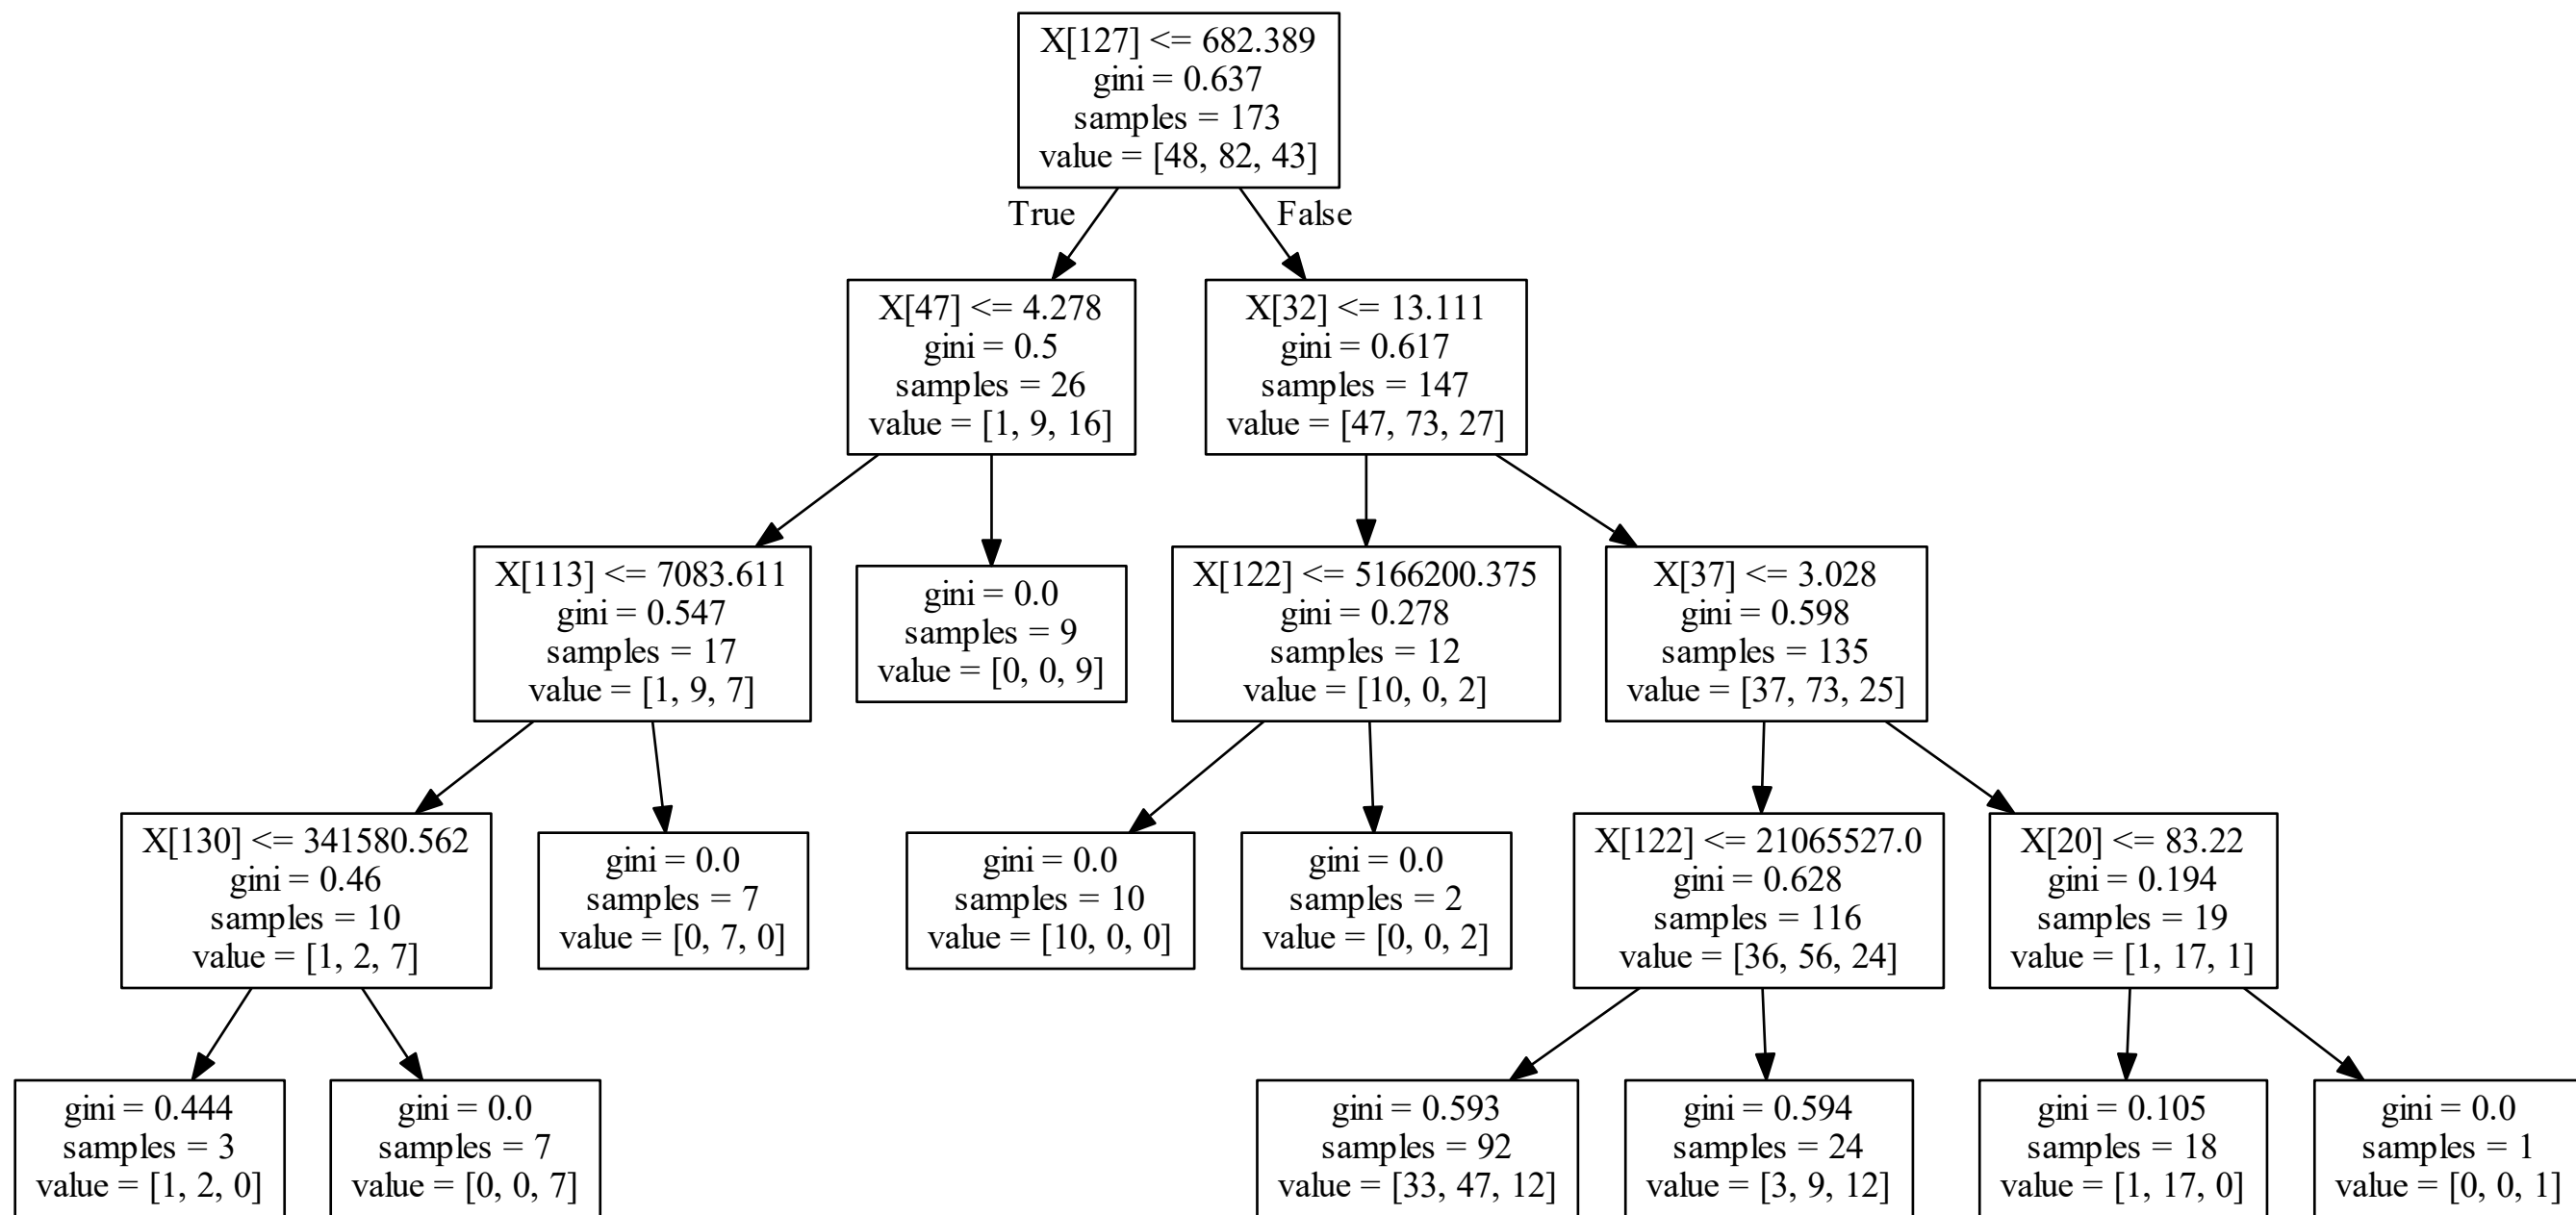 X[127] <= 682.389
gini = 0.637
samples = 173
value = [48, 82, 43]
True
False
X[47] <= 4.278
gini = 0.5
samples = 26
value = [1, 9, 16]
X[32] <= 13.111
gini = 0.617
samples = 147
value = [47, 73, 27]
X[113] <= 7083.611
gini = 0.547
samples = 17
value = [1, 9, 7]
gini = 0.0
samples = 9
value = [0, 0, 9]
X[122] <= 5166200.375
gini = 0.278
samples = 12
value = [10, 0, 2]
X[37] <= 3.028
gini = 0.598
samples = 135
value = [37, 73, 25]
X[130] <= 341580.562
gini = 0.46
samples = 10
value = [1, 2, 7]
gini = 0.0
samples = 7
value = [0, 7, 0]
gini = 0.0
samples = 10
value = [10, 0, 0]
gini = 0.0
samples = 2
value = [0, 0, 2]
X[122] <= 21065527.0
gini = 0.628
samples = 116
value = [36, 56, 24]
X[20] <= 83.22
gini = 0.194
samples = 19
value = [1, 17, 1]
gini = 0.444
samples = 3
value = [1, 2, 0]
gini = 0.0
samples = 7
value = [0, 0, 7]
gini = 0.593
samples = 92
value = [33, 47, 12]
gini = 0.594
samples = 24
value = [3, 9, 12]
gini = 0.105
samples = 18
value = [1, 17, 0]
gini = 0.0
samples = 1
value = [0, 0, 1]